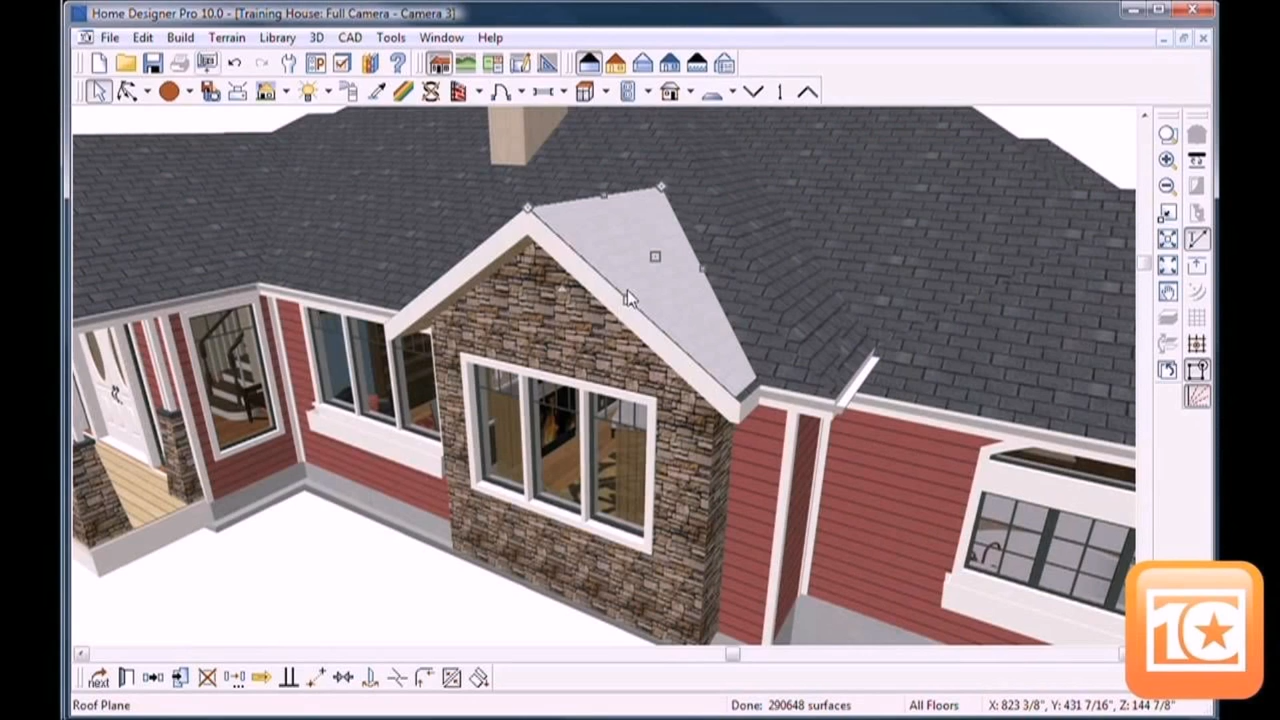 Home Designer Pro 10.0 - [Training House: Full Camera - Camera 3]
File Edit Build Terrain Library 3D CAD Tools Window Help
next
Roof Plane Done: 290648 surfaces All Floors X: 823 3/8", Y: 431 7/16", Z: 144 7/8"
10